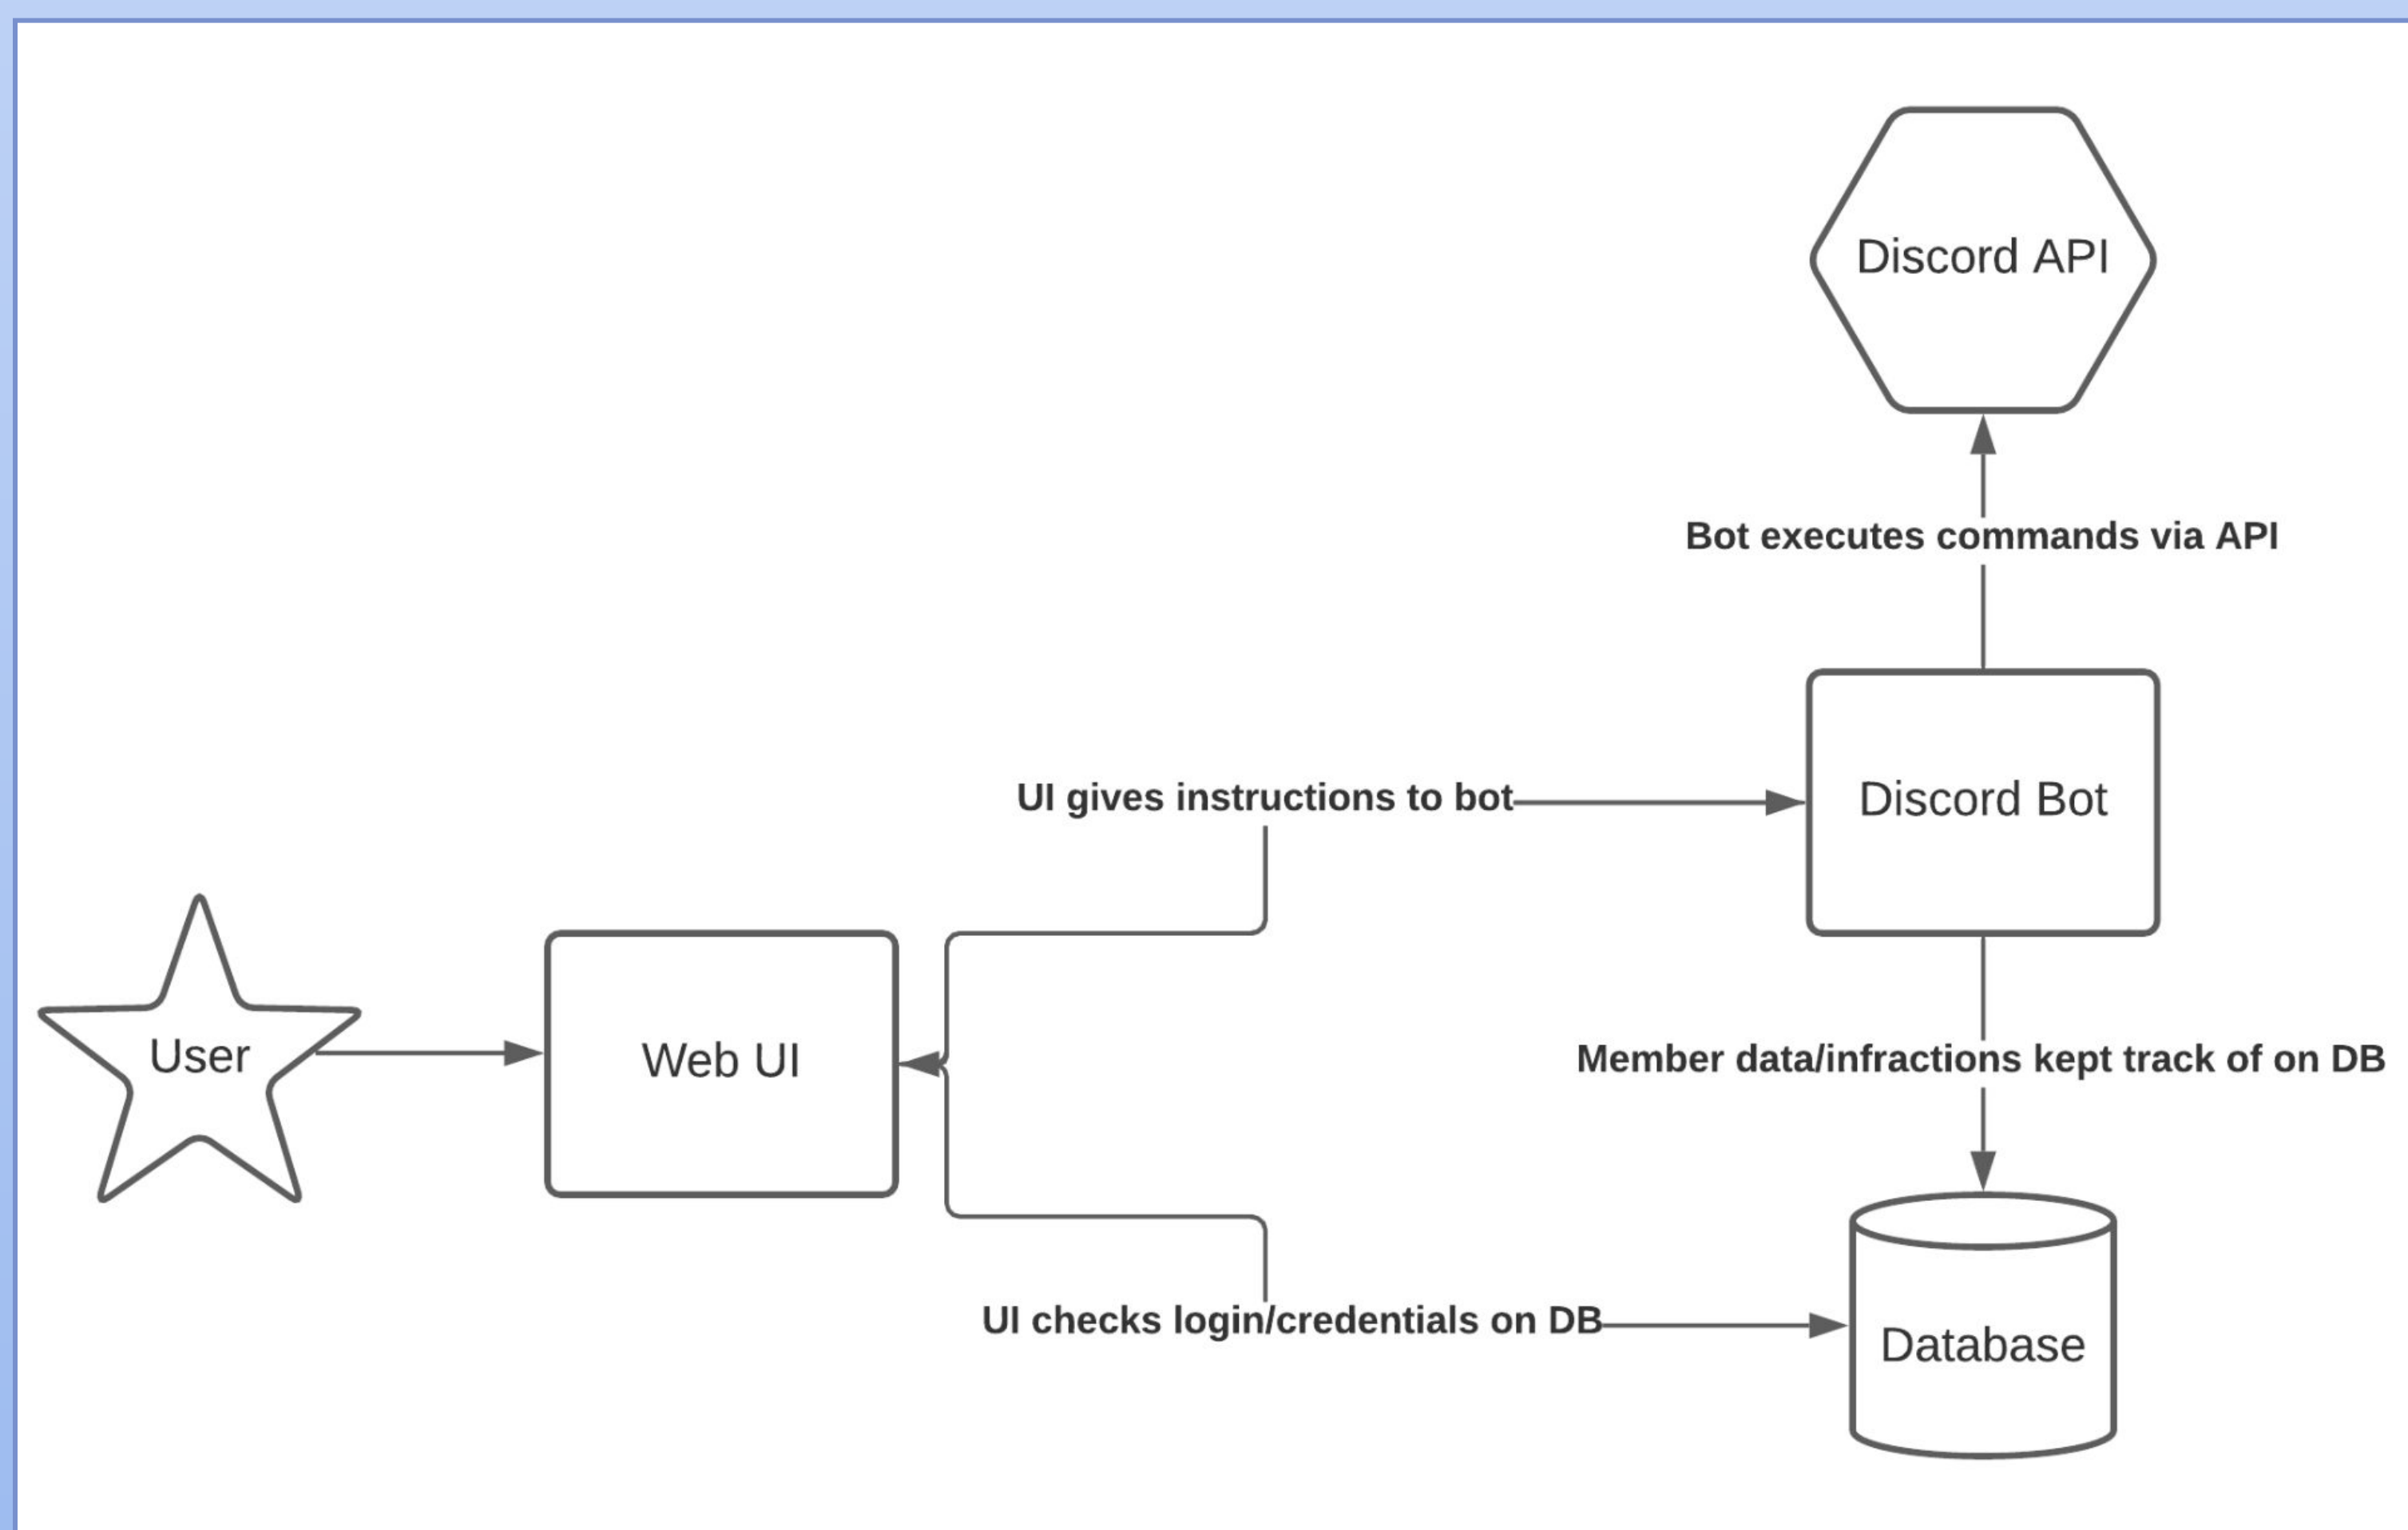 Discord API
Bot executes commands via API
UI gives instructions to bot
Discord Bot
User
Web UI
Member data/infractions kept track of on DB
UI checks login/credentials on DB
Database